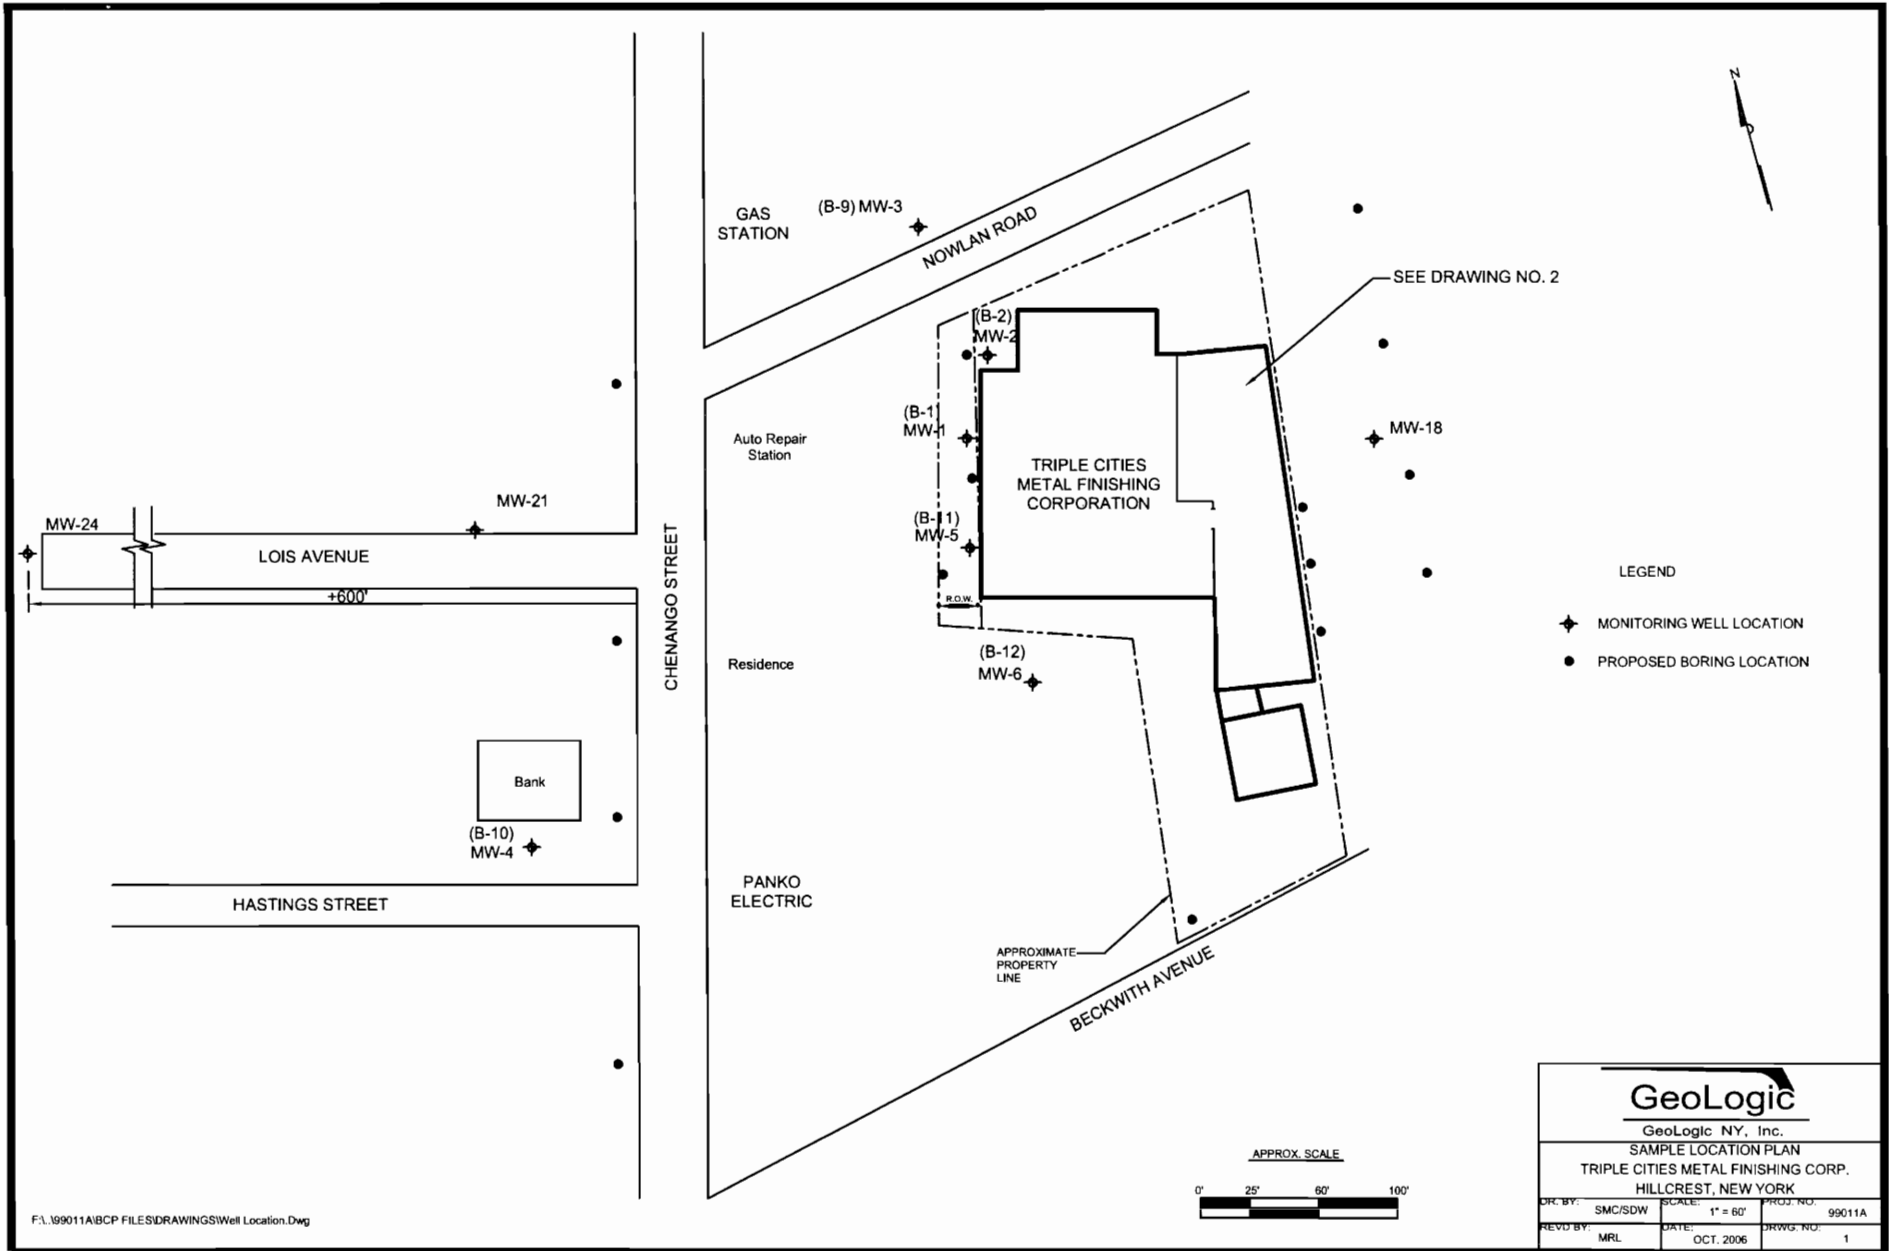 N
GAS
STATION
(B-9) MW-3
NOWLAN ROAD
SEE DRAWING NO. 2
(B-2)
MW-2
(B-1)
MW-1
Auto Repair
Station
MW-18
TRIPLE CITIES
METAL FINISHING
CORPORATION
MW-21
MW-24
(B-11)
MW-5
LOIS AVENUE
CHENANGO STREET
+600'
R.O.W.
LEGEND
MONITORING WELL LOCATION
PROPOSED BORING LOCATION
(B-12)
MW-6
Residence
Bank
(B-10)
MW-4
PANKO
ELECTRIC
HASTINGS STREET
APPROXIMATE
PROPERTY
LINE
BECKWITH AVENUE
APPROX. SCALE
0' 25' 60' 100'
GeoLogic
GeoLogic NY, Inc.
SAMPLE LOCATION PLAN
TRIPLE CITIES METAL FINISHING CORP.
HILLCREST, NEW YORK
DR. BY: SMC/SDW
SCALE: 1" = 60'
PROJ. NO. 99011A
REVD BY: MRL
DATE: OCT. 2006
DRWG. NO: 1
F:\..\99011A\BCP FILES\DRAWINGS\Well Location.Dwg